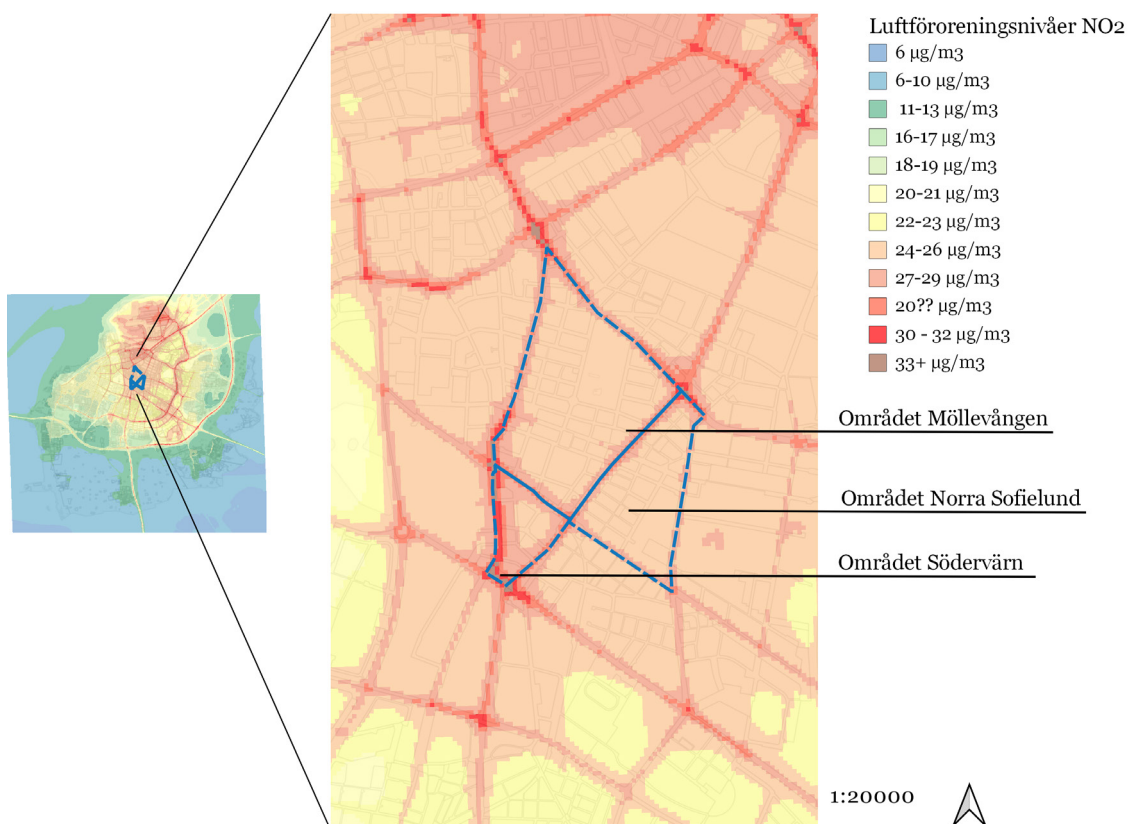 Luftföroreningsnivåer NO2
6 µg/m3
6-10 µg/m3
11-13 µg/m3
16-17 µg/m3
18-19 µg/m3
20-21 µg/m3
22-23 µg/m3
24-26 µg/m3
27-29 µg/m3
20?? µg/m3
30 - 32 µg/m3
33+ µg/m3
Området Möllevången
Området Norra Sofielund
Området Södervärn
1:20000